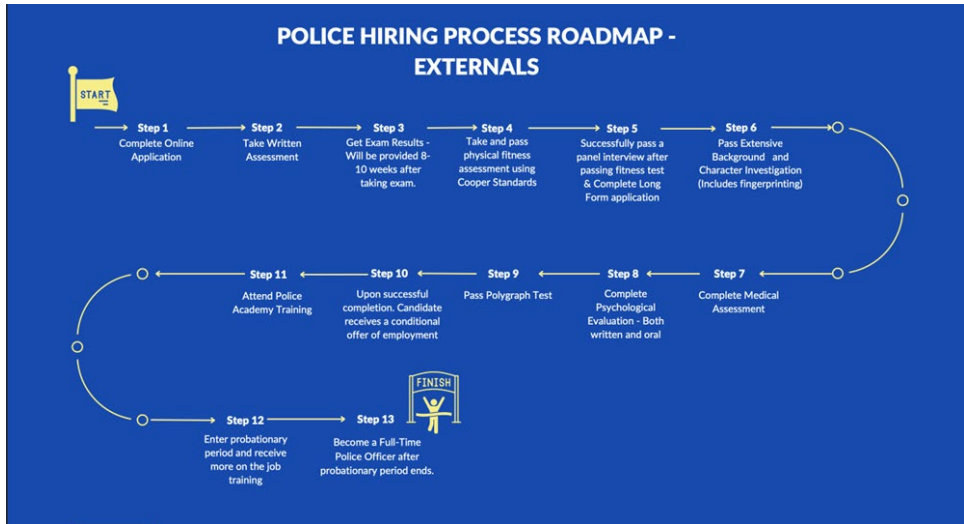 POLICE HIRING PROCESS ROADMAP -
EXTERNALS
START
Step 1
Complete Online
Application
Step 2
Take Written
Assessment
Step 3
Get Exam Results -
Will be provided 8-
10 weeks after
taking exam.
Step 4
Take and pass
physical fitness
assessment using
Cooper Standards
Step 5
Successfully pass a
panel interview after
passing fitness test
& Complete Long
Form application
Step 6
Pass Extensive
Background and
Character Investigation
(Includes fingerprinting)
Step 7
Complete Medical
Assessment
Step 8
Complete
Psychological
Evaluation - Both
written and oral
Step 9
Pass Polygraph Test
Step 10
Upon successful
completion. Candidate
receives a conditional
offer of employment
Step 11
Attend Police
Academy Training
Step 12
Enter probationary
period and receive
more on the job
training
Step 13
Become a Full-Time
Police Officer after
probationary period ends.
FINISH